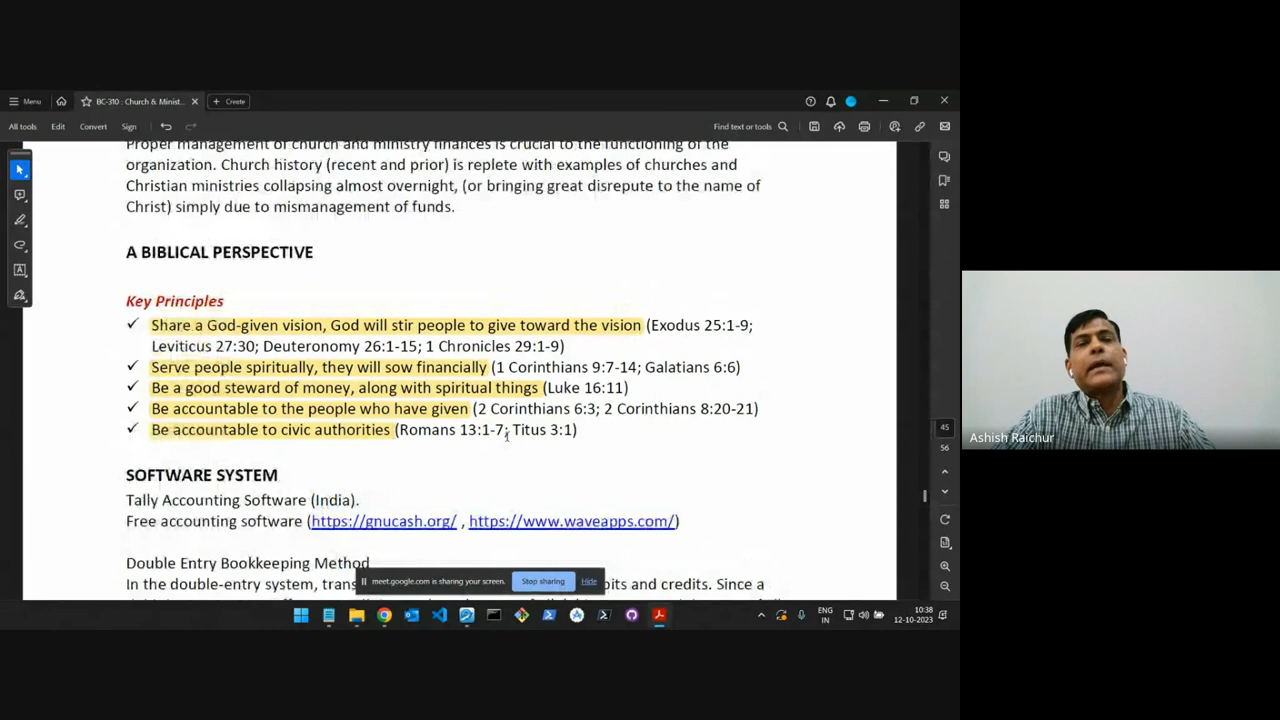 Menu
BC-310 : Church & Minist...
Create
All tools
Edit
Convert
Sign
Find text or tools
Proper management of church and ministry finances is crucial to the functioning of the
organization. Church history (recent and prior) is replete with examples of churches and
Christian ministries collapsing almost overnight, (or bringing great disrepute to the name of
Christ) simply due to mismanagement of funds.
A BIBLICAL PERSPECTIVE
Key Principles
✓ Share a God-given vision, God will stir people to give toward the vision (Exodus 25:1-9;
Leviticus 27:30; Deuteronomy 26:1-15; 1 Chronicles 29:1-9)
✓ Serve people spiritually, they will sow financially (1 Corinthians 9:7-14; Galatians 6:6)
✓ Be a good steward of money, along with spiritual things (Luke 16:11)
✓ Be accountable to the people who have given (2 Corinthians 6:3; 2 Corinthians 8:20-21)
✓ Be accountable to civic authorities (Romans 13:1-7; Titus 3:1)
SOFTWARE SYSTEM
Tally Accounting Software (India).
Free accounting software (https://gnucash.org/ , https://www.waveapps.com/)
Double Entry Bookkeeping Method
In the double-entry system, trans
bits and credits. Since a
meet.google.com is sharing your screen.
Stop sharing
Hide
45
56
ENG
IN
10:38
12-10-2023
Ashish Raichur